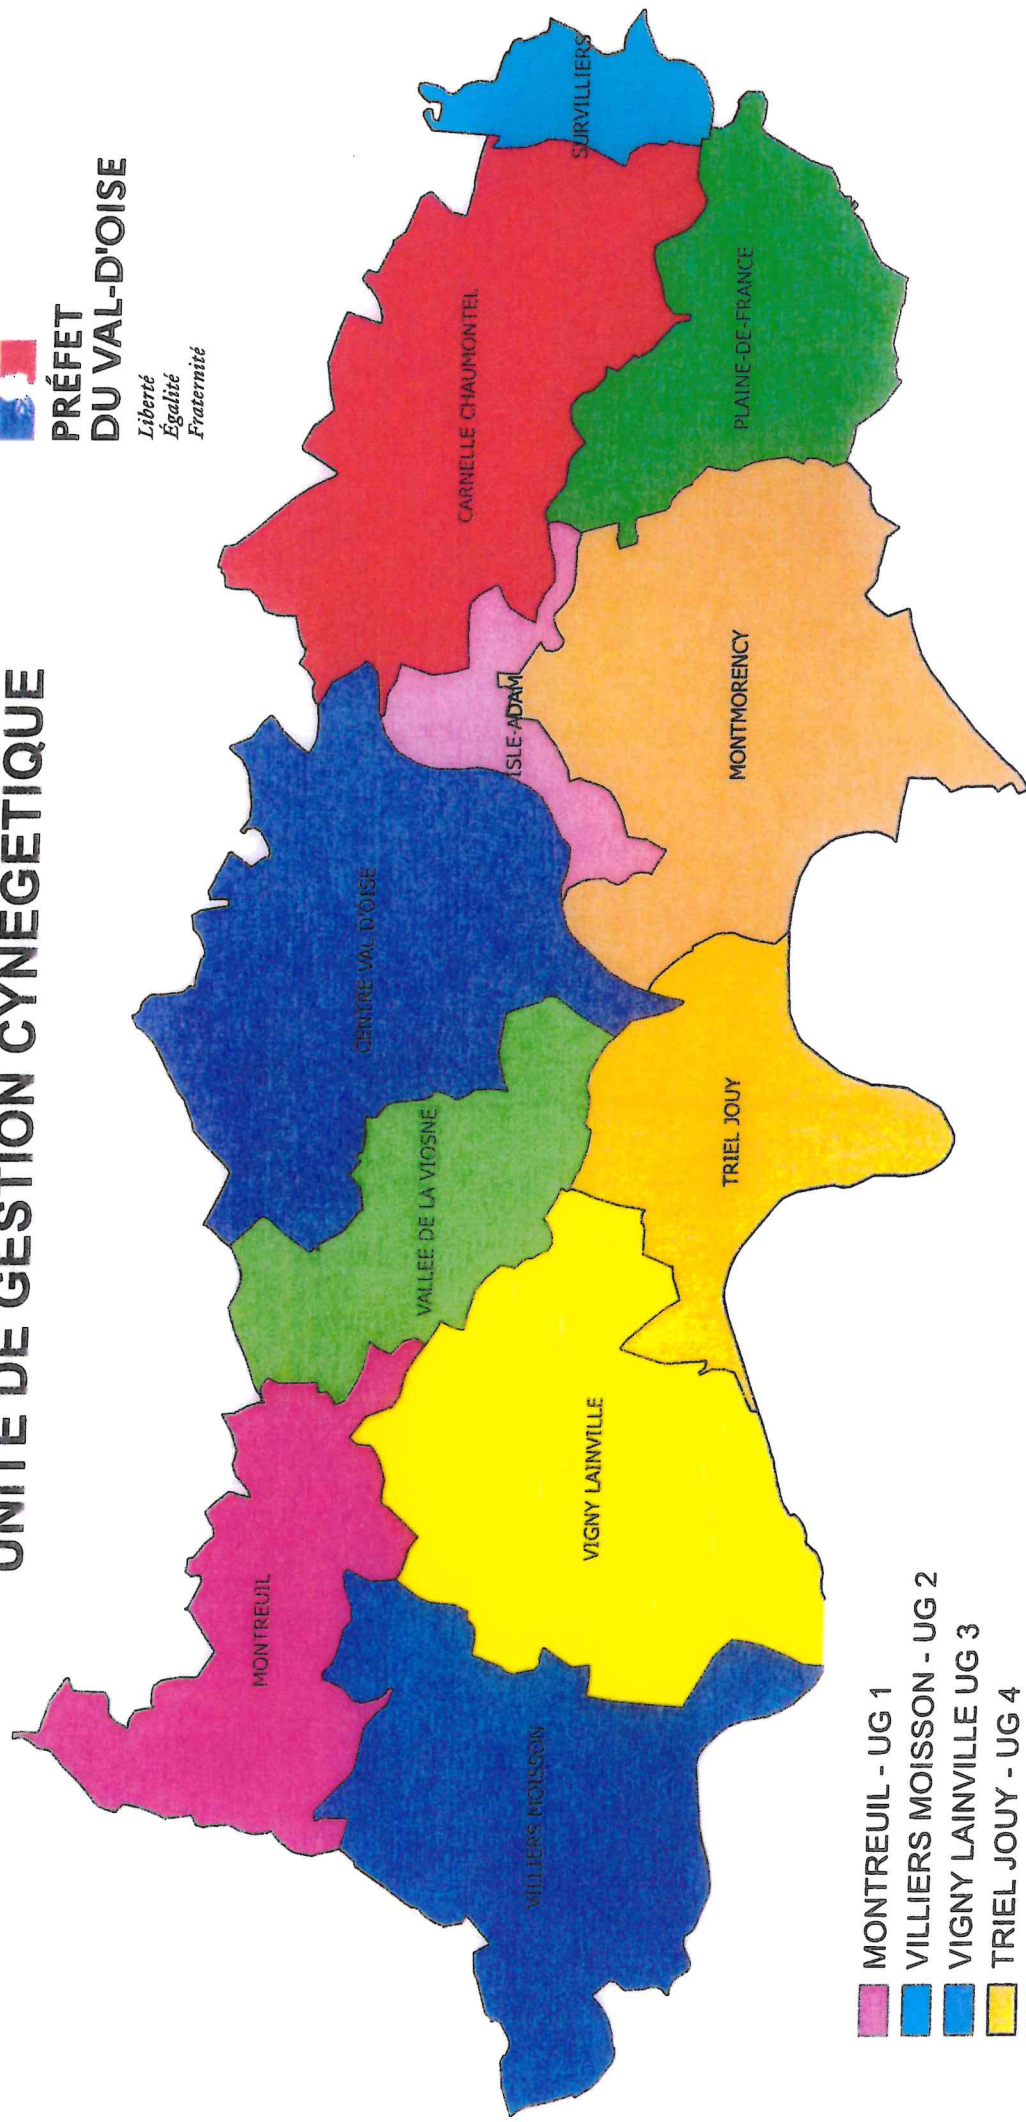 UNITE DE GESTION CYNEGETIQUE
PRÉFET
DU VAL-D'OISE
Liberté
Égalité
Fraternité
MONTREUIL
VALLEE DE LA VIOSNE
CENTRE VAL D'OISE
CARNELLE CHAUMONTEL
SURVILLIERS
VILLIERS MOISSON
VIGNY LAINVILLE
ISLE-ADAM
TRIEL JOUY
MONTMORENCY
PLAINE-DE-FRANCE
MONTREUIL - UG 1
VILLIERS MOISSON - UG 2
VIGNY LAINVILLE UG 3
TRIEL JOUY - UG 4